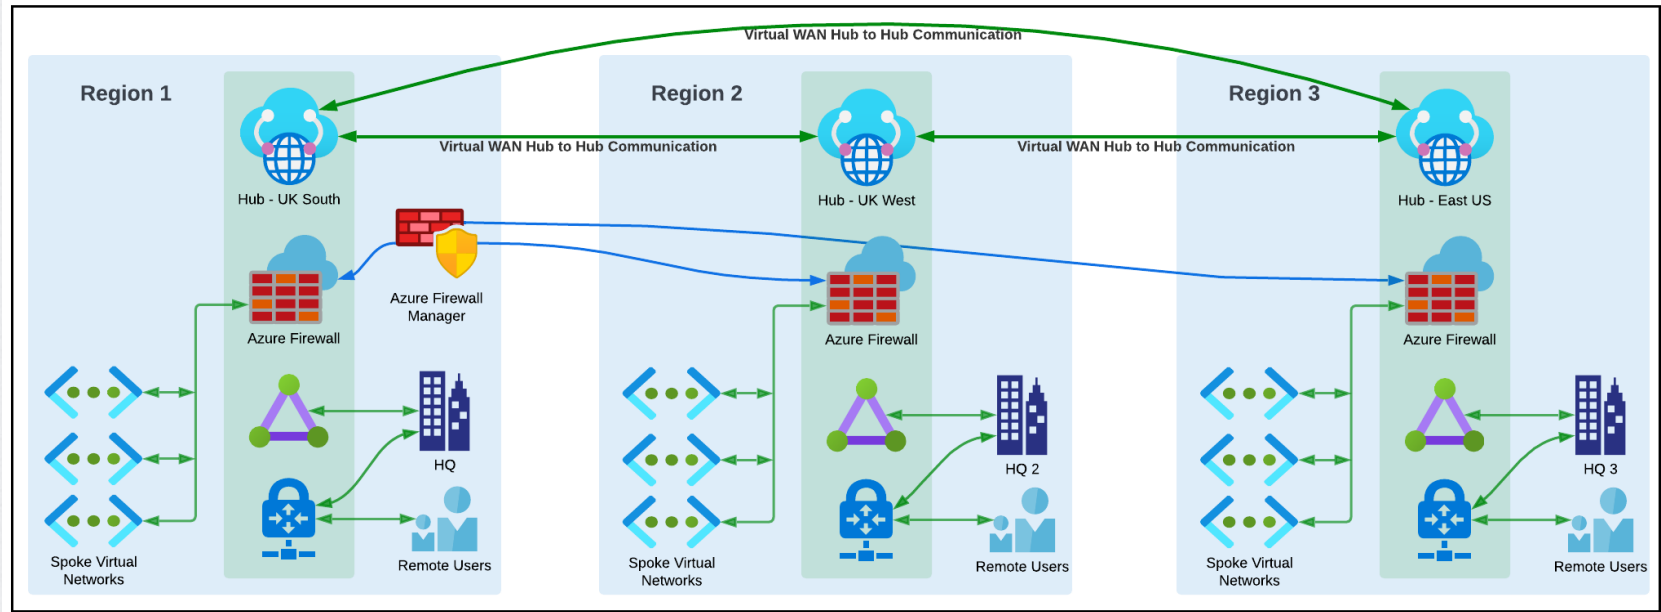 Virtual WAN Hub to Hub Communication
Region 1
Region 2
Region 3
Virtual WAN Hub to Hub Communication
Virtual WAN Hub to Hub Communication
Hub - UK South
Hub - UK West
Hub - East US
Azure Firewall
Manager
Azure Firewall
Azure Firewall
Azure Firewall
HQ
HQ 2
HQ 3
Spoke Virtual
Networks
Remote Users
Spoke Virtual
Networks
Remote Users
Spoke Virtual
Networks
Remote Users